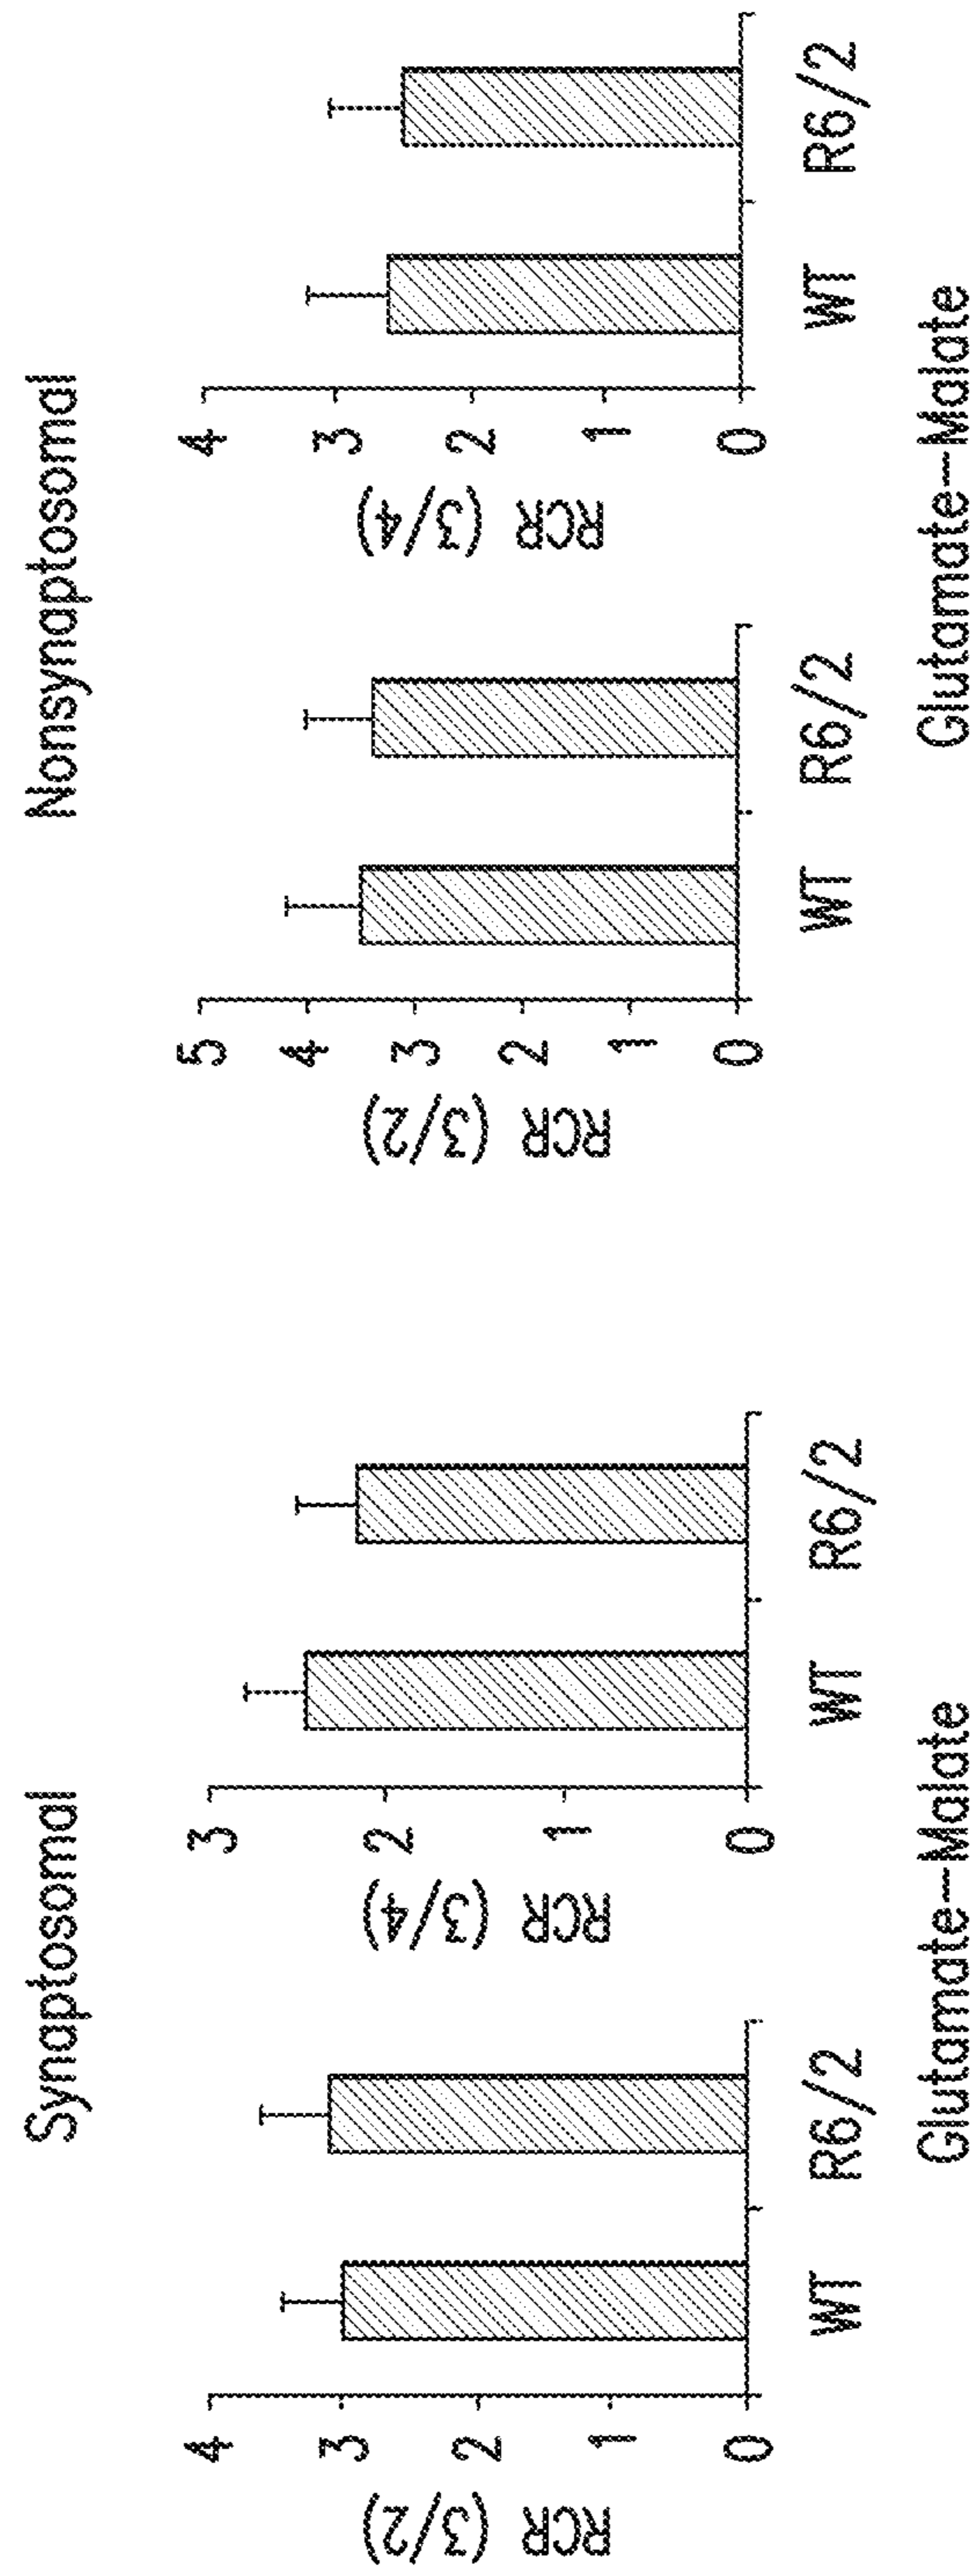 Synaptosomal
RCR (3/2)
4
3
2
1
0
WT R6/2
RCR (3/4)
3
2
1
0
WT R6/2
Glutamate-Malate
Nonsynaptosomal
RCR (3/2)
5
4
3
2
1
0
WT R6/2
RCR (3/4)
4
3
2
1
0
WT R6/2
Glutamate-Malate